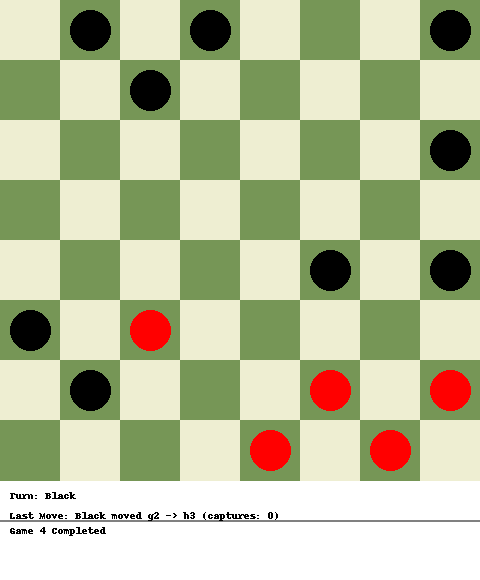 Turn: Black
Last Move: Black moved g2 -> h3 (captures: 0)
Game 4 Completed